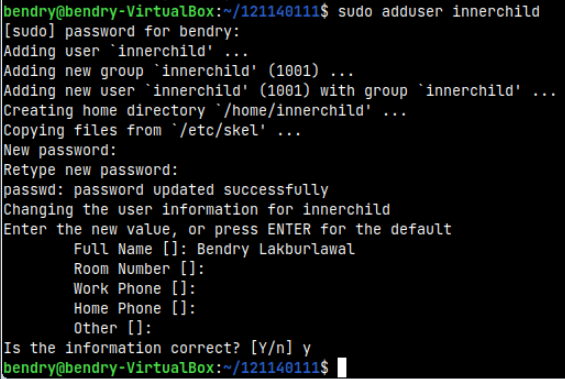 bendry@bendry-VirtualBox:~/121140111$ sudo adduser innerchild
[sudo] password for bendry:
Adding user `innerchild' ...
Adding new group `innerchild' (1001) ...
Adding new user `innerchild' (1001) with group `innerchild' ...
Creating home directory `/home/innerchild' ...
Copying files from `/etc/skel' ...
New password:
Retype new password:
passwd: password updated successfully
Changing the user information for innerchild
Enter the new value, or press ENTER for the default
        Full Name []: Bendry Lakburlawal
        Room Number []:
        Work Phone []:
        Home Phone []:
        Other []:
Is the information correct? [Y/n] y
bendry@bendry-VirtualBox:~/121140111$